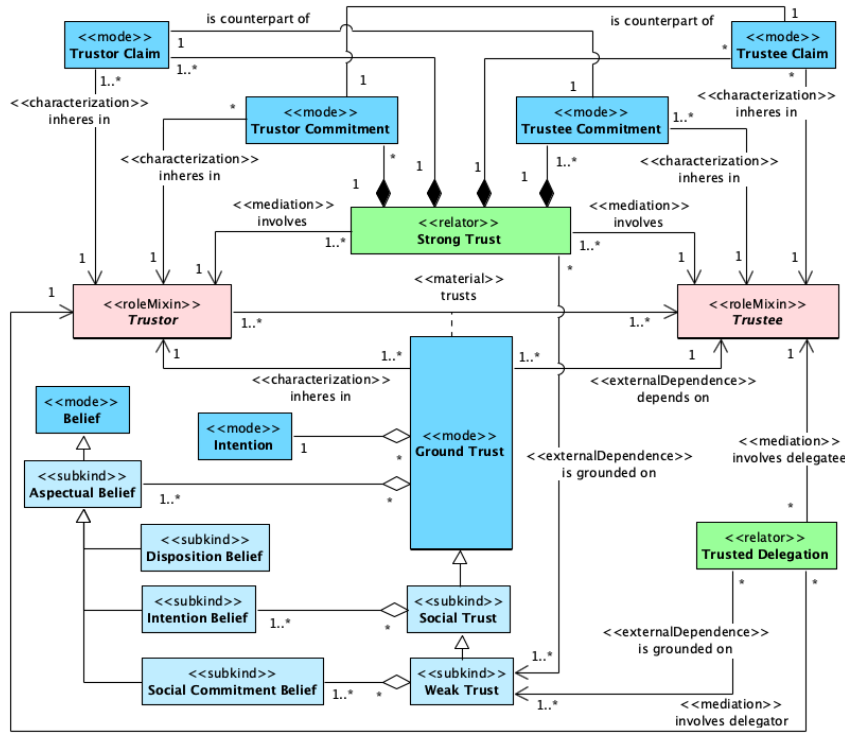 is counterpart of
is counterpart of
1
<<mode>>
Trustor Claim
1
1..*
1..*
<<mode>>
Trustee Claim
*
*
<<characterization>>
inheres in
*
1
<<mode>>
Trustor Commitment
1
<<mode>>
Trustee Commitment
1..*
<<characterization>>
inheres in
<<characterization>>
inheres in
<<characterization>>
inheres in
*
1
1
1
1..*
1
<<mediation>>
involves
1..*
<<relator>>
Strong Trust
<<mediation>>
involves
1..*
*
1
1
1
1
1
1
<<material>>
trusts
1
<<roleMixin>>
Trustor
1..*
1..*
<<roleMixin>>
Trustee
1
1..*
1..*
1
1
<<characterization>>
inheres in
<<externalDependence>>
depends on
<<mode>>
Belief
<<mode>>
Intention
1
*
<<mode>>
Ground Trust
<<mediation>>
involves delegatee
<<externalDependence>>
is grounded on
<<subkind>>
Aspectual Belief
1..*
*
*
<<relator>>
Trusted Delegation
<<subkind>>
Disposition Belief
*
*
<<subkind>>
Intention Belief
1..*
*
<<subkind>>
Social Trust
<<externalDependence>>
is grounded on
1..*
<<subkind>>
Social Commitment Belief
1..*
*
<<subkind>>
Weak Trust
1..*
<<mediation>>
involves delegator